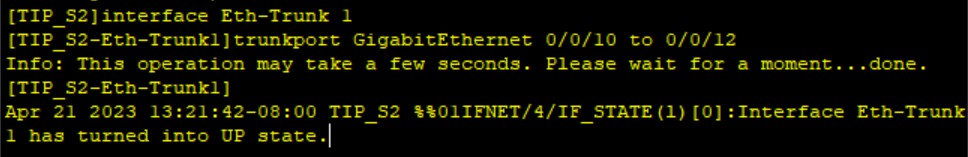 [TIP_S2]interface Eth-Trunk 1
[TIP_S2-Eth-Trunk1]trunkport GigabitEthernet 0/0/10 to 0/0/12
Info: This operation may take a few seconds. Please wait for a moment...done.
[TIP_S2-Eth-Trunk1]
Apr 21 2023 13:21:42-08:00 TIP_S2 %%01IFNET/4/IF_STATE(l)[0]:Interface Eth-Trunk
1 has turned into UP state.